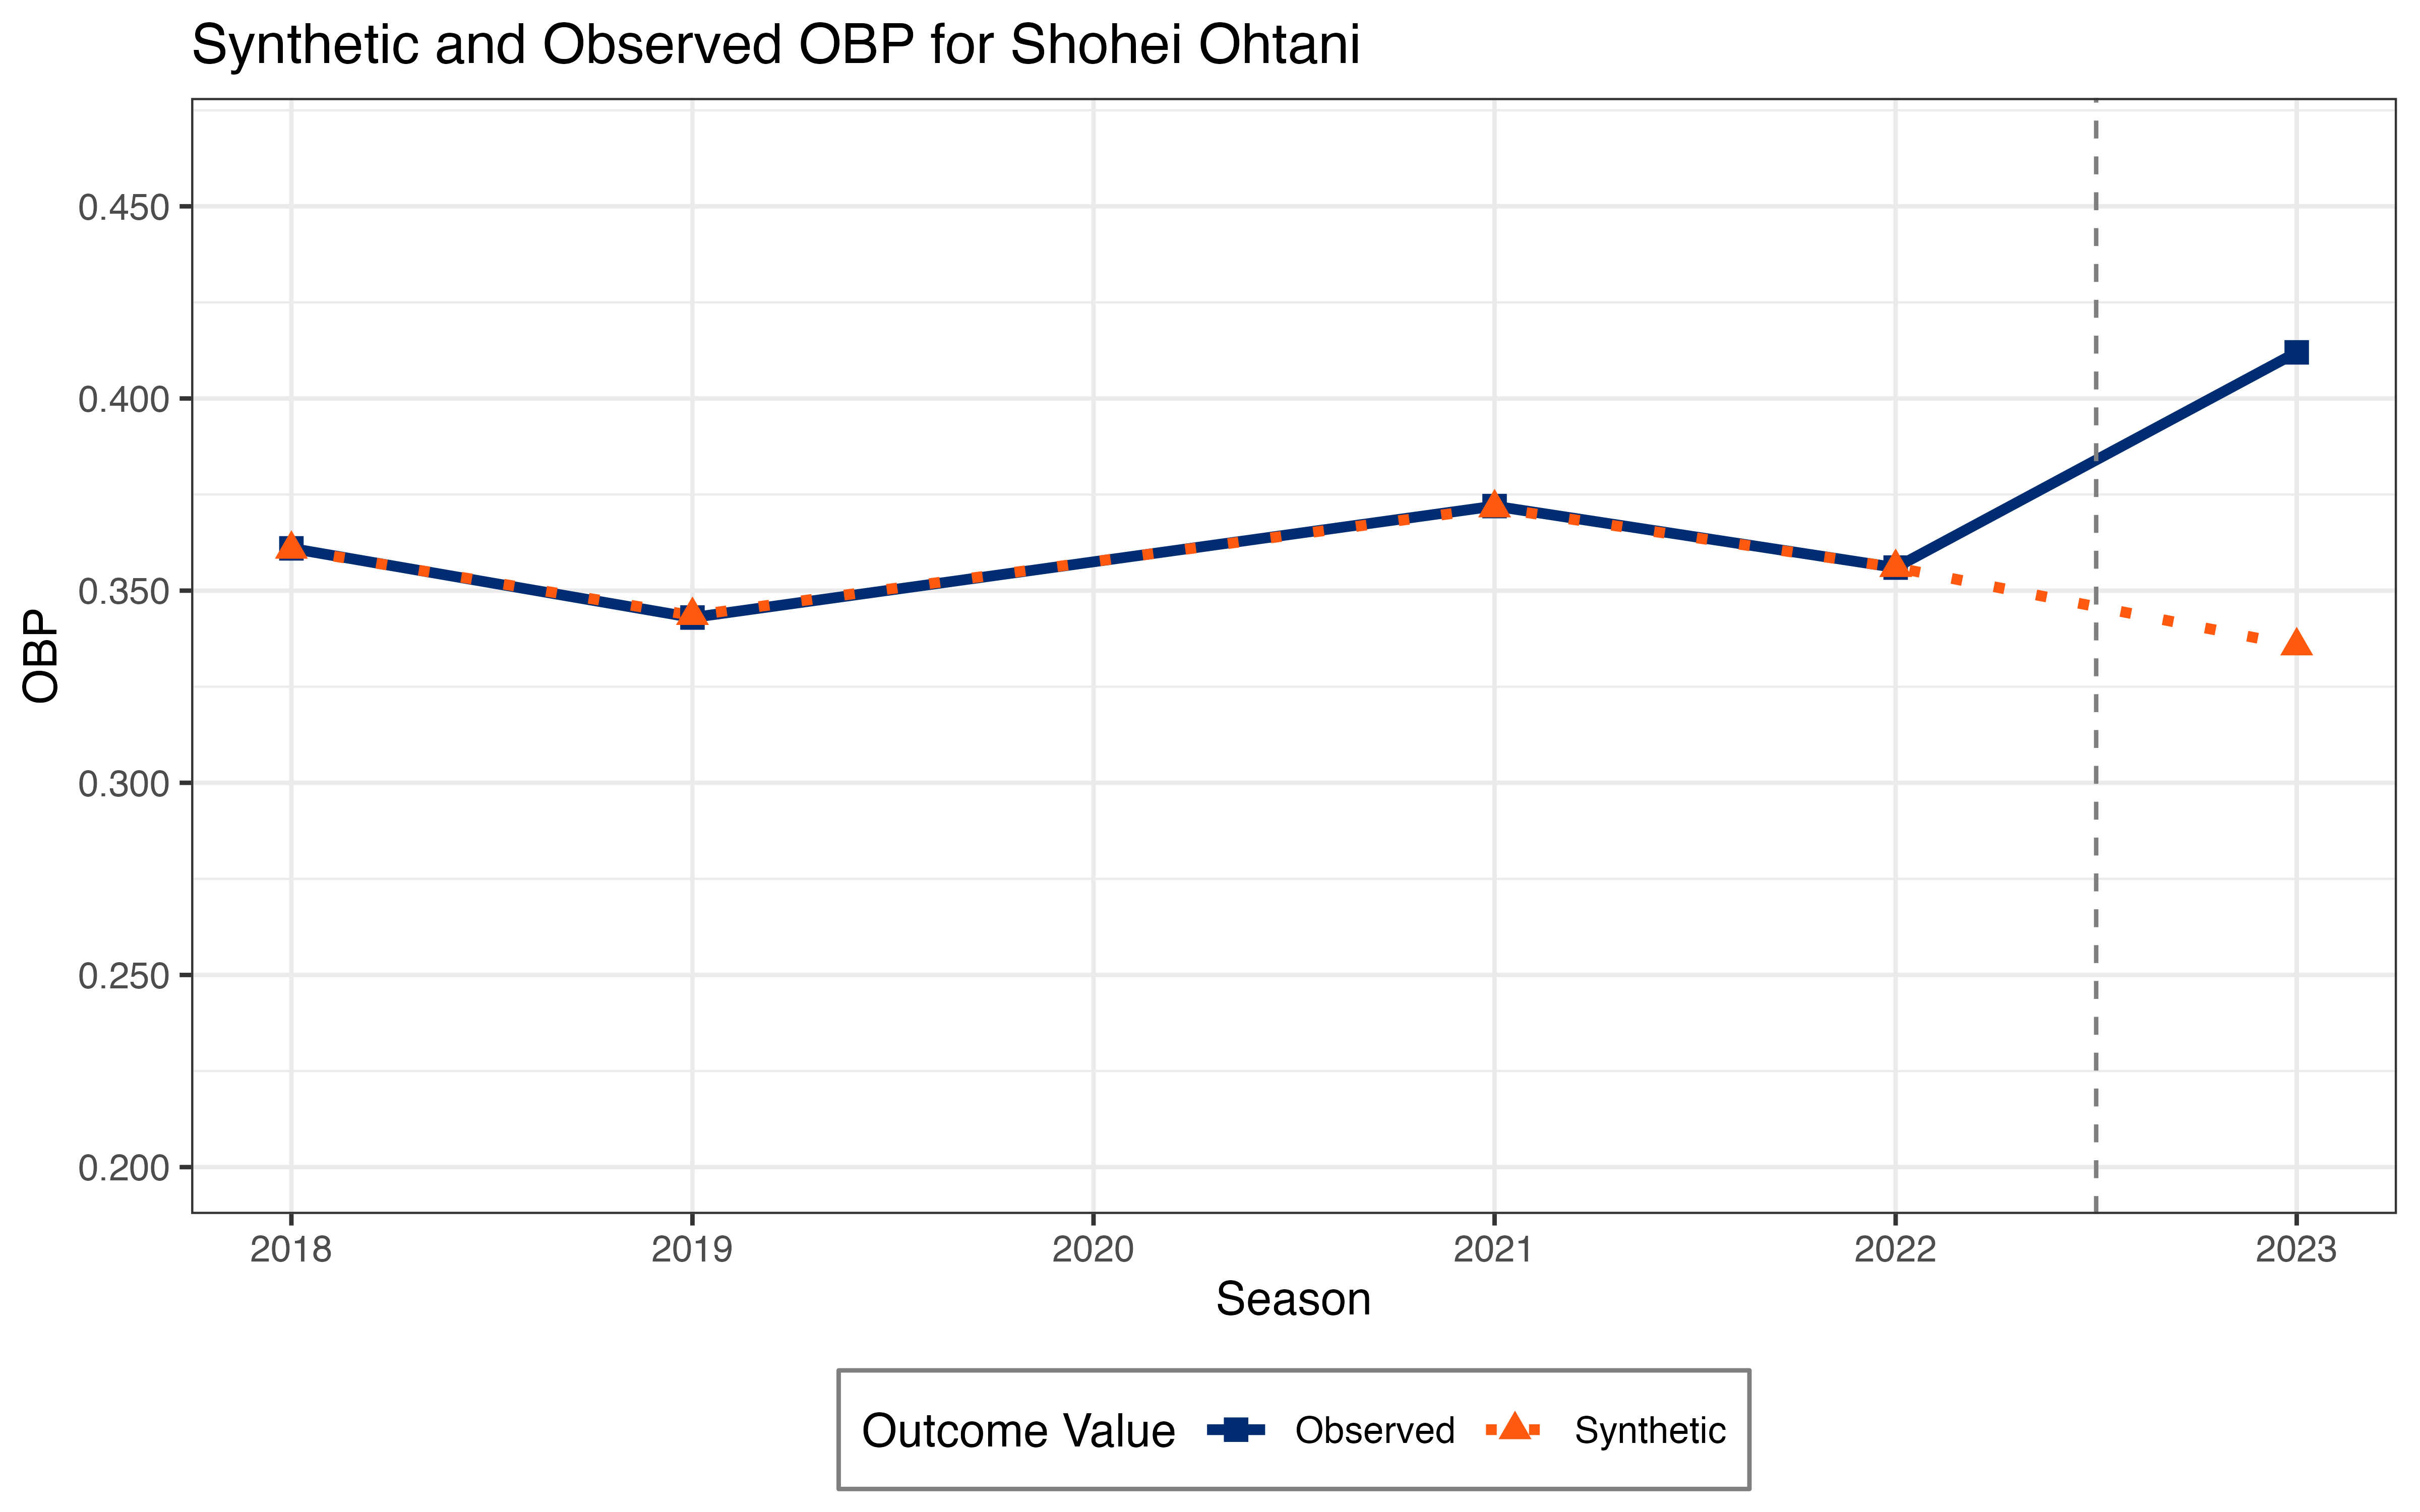 Synthetic and Observed OBP for Shohei Ohtani
OBP
0.450
0.400
0.350
0.300
0.250
0.200
2018 2019 2020 2021 2022 2023
Season
Outcome Value Observed Synthetic